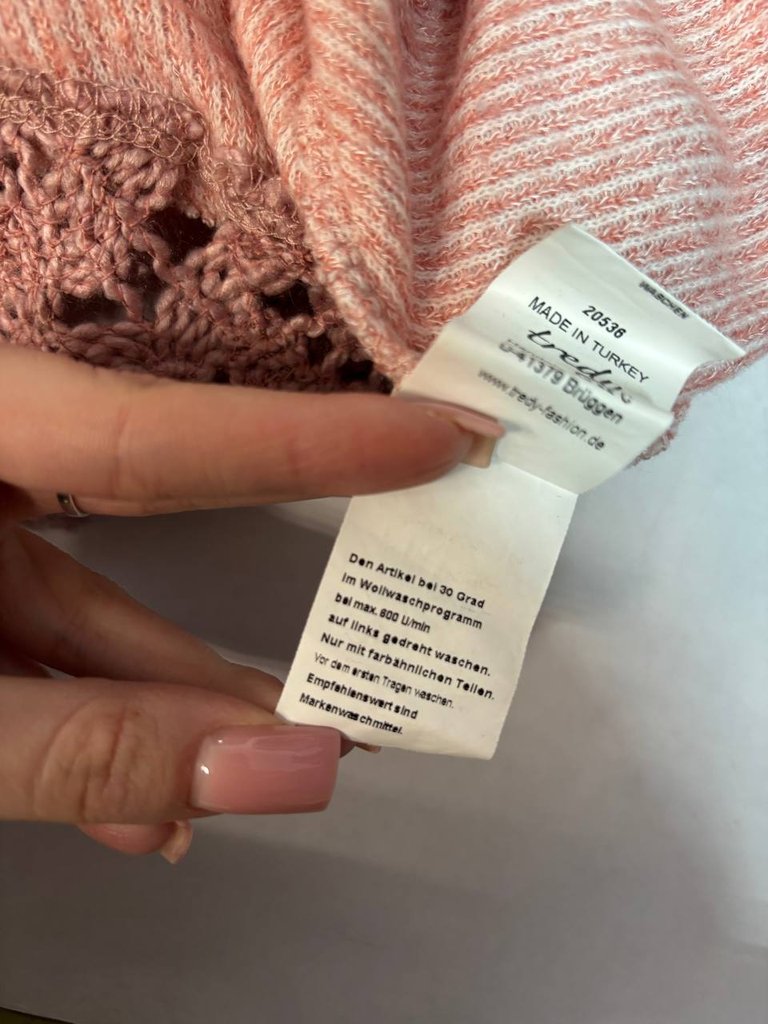 WASCHEN
20536
MADE IN TURKEY
tredy
D-41379 Brüggen
www.tredy-fashion.de
Den Artikel bei 30 Grad
im Wollwaschprogramm
bei max. 600 U/min
auf links gedreht waschen.
Nur mit farbähnlichen Teilen.
Vor dem ersten Tragen waschen.
Empfehlenswert sind
Markenwaschmittel.